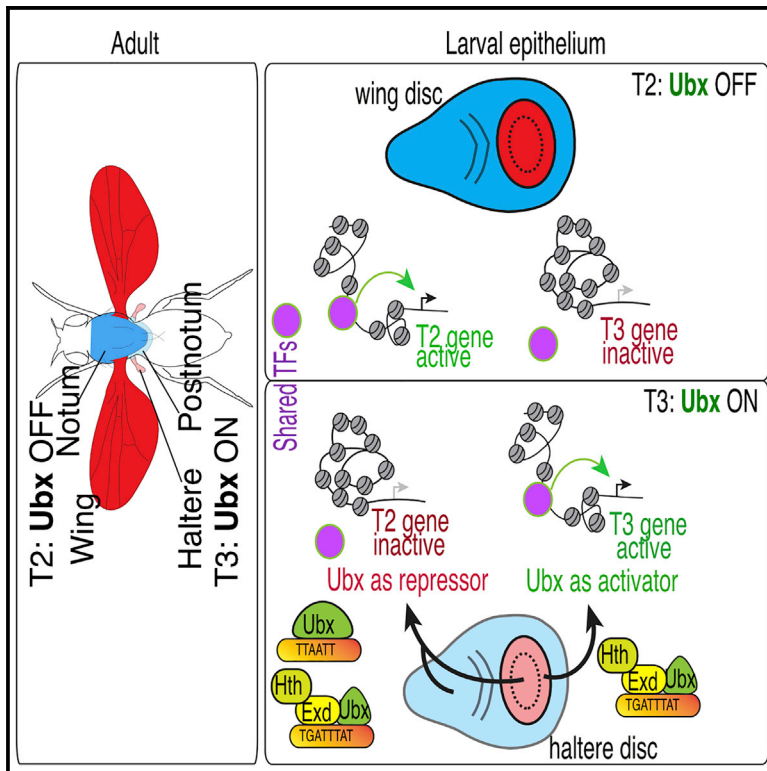 Adult
T2: Ubx OFF
Notum
Wing
Postnotum
Haltere
T3: Ubx ON
Larval epithelium
T2: Ubx OFF
wing disc
Shared TFs
T2 gene
active
T3 gene
inactive
T3: Ubx ON
T2 gene
inactive
Ubx as repressor
T3 gene
active
Ubx as activator
Ubx
TTAATT
Hth
Exd
Ubx
TGATTTAT
Hth
Exd
Ubx
TGATTTAT
haltere disc